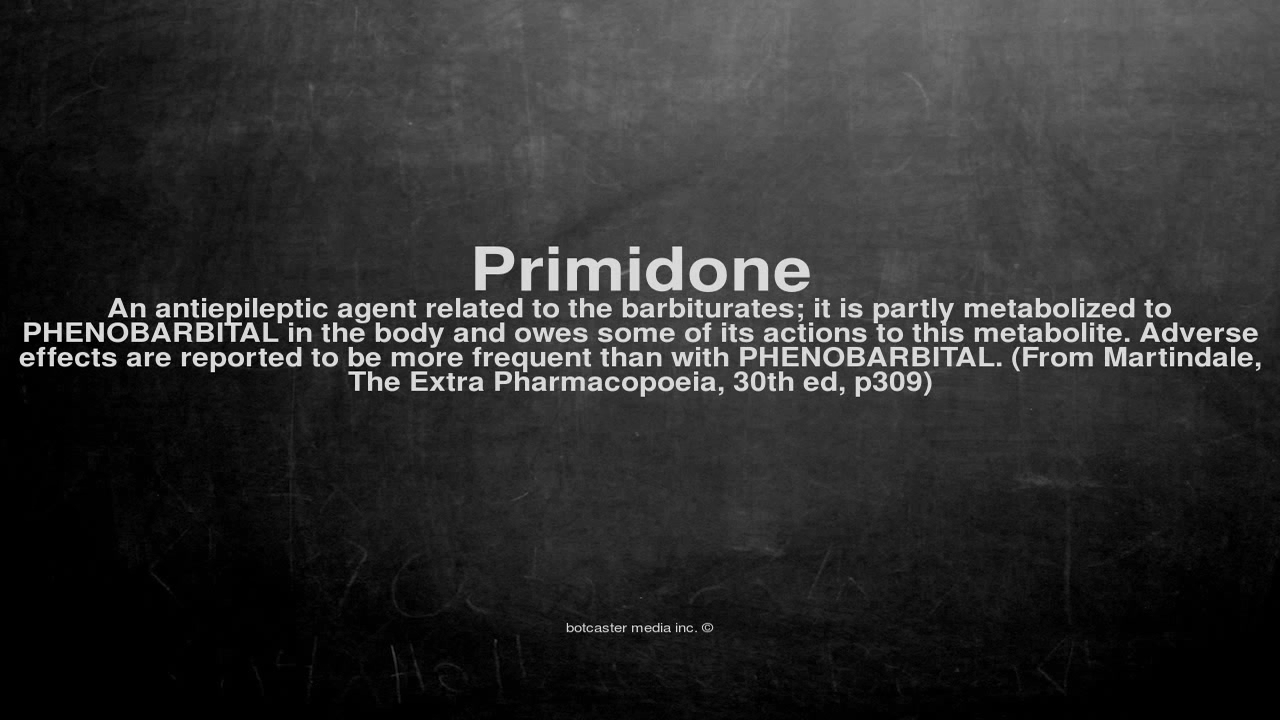 Primidone
An antiepileptic agent related to the barbiturates; it is partly metabolized to
PHENOBARBITAL in the body and owes some of its actions to this metabolite. Adverse
effects are reported to be more frequent than with PHENOBARBITAL. (From Martindale,
The Extra Pharmacopoeia, 30th ed, p309)
botcaster media inc. ©